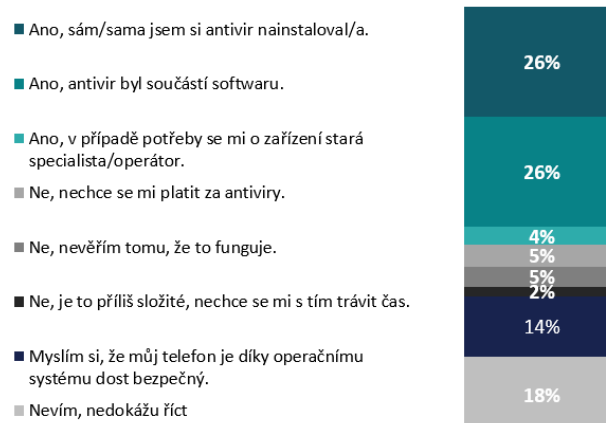 Ano, sám/sama jsem si antivir nainstaloval/a.
26%
Ano, antivir byl součástí softwaru.
26%
Ano, v případě potřeby se mi o zařízení stará
specialista/operátor.
4%
Ne, nechce se mi platit za antiviry.
5%
Ne, nevěřím tomu, že to funguje.
5%
Ne, je to příliš složité, nechce se mi s tím trávit čas.
2%
Myslím si, že můj telefon je díky operačnímu
systému dost bezpečný.
14%
Nevím, nedokážu říct
18%